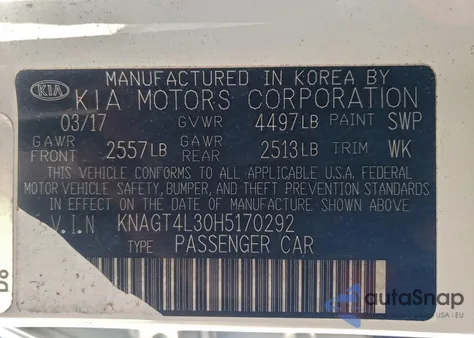 MANUFACTURED IN KOREA BY
KIA KIA MOTORS CORPORATION
03/17 GVWR 4497LB PAINT SWP
GAWR FRONT 2557LB GAWR REAR 2513LB TRIM WK
THIS VEHICLE CONFORMS TO ALL APPLICABLE U.S.A. FEDERAL
MOTOR VEHICLE SAFETY, BUMPER, AND THEFT PREVENTION STANDARDS
IN EFFECT ON THE DATE OF MANUFACTURE SHOWN ABOVE.
V.I.N KNAGT4L30H5170292
TYPE PASSENGER CAR
autoSnap